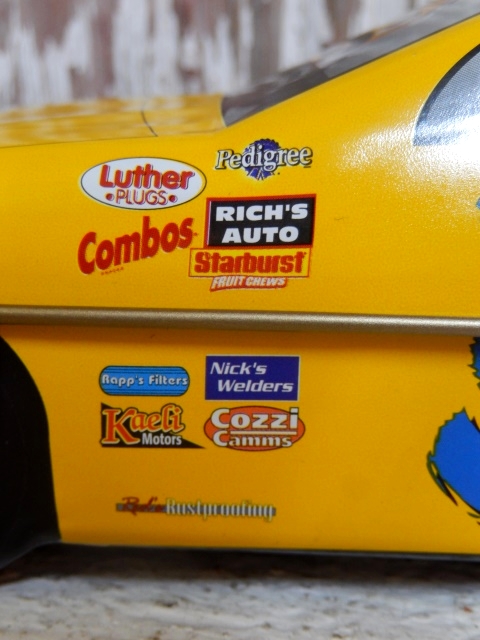 Luther
•PLUGS•
Pedigree
Combos
RICH'S
AUTO
Starburst
FRUIT CHEWS
Rapp's Filters
Nick's
Welders
Kaeli
Motors
Cozzi
Camms
Rustproofing